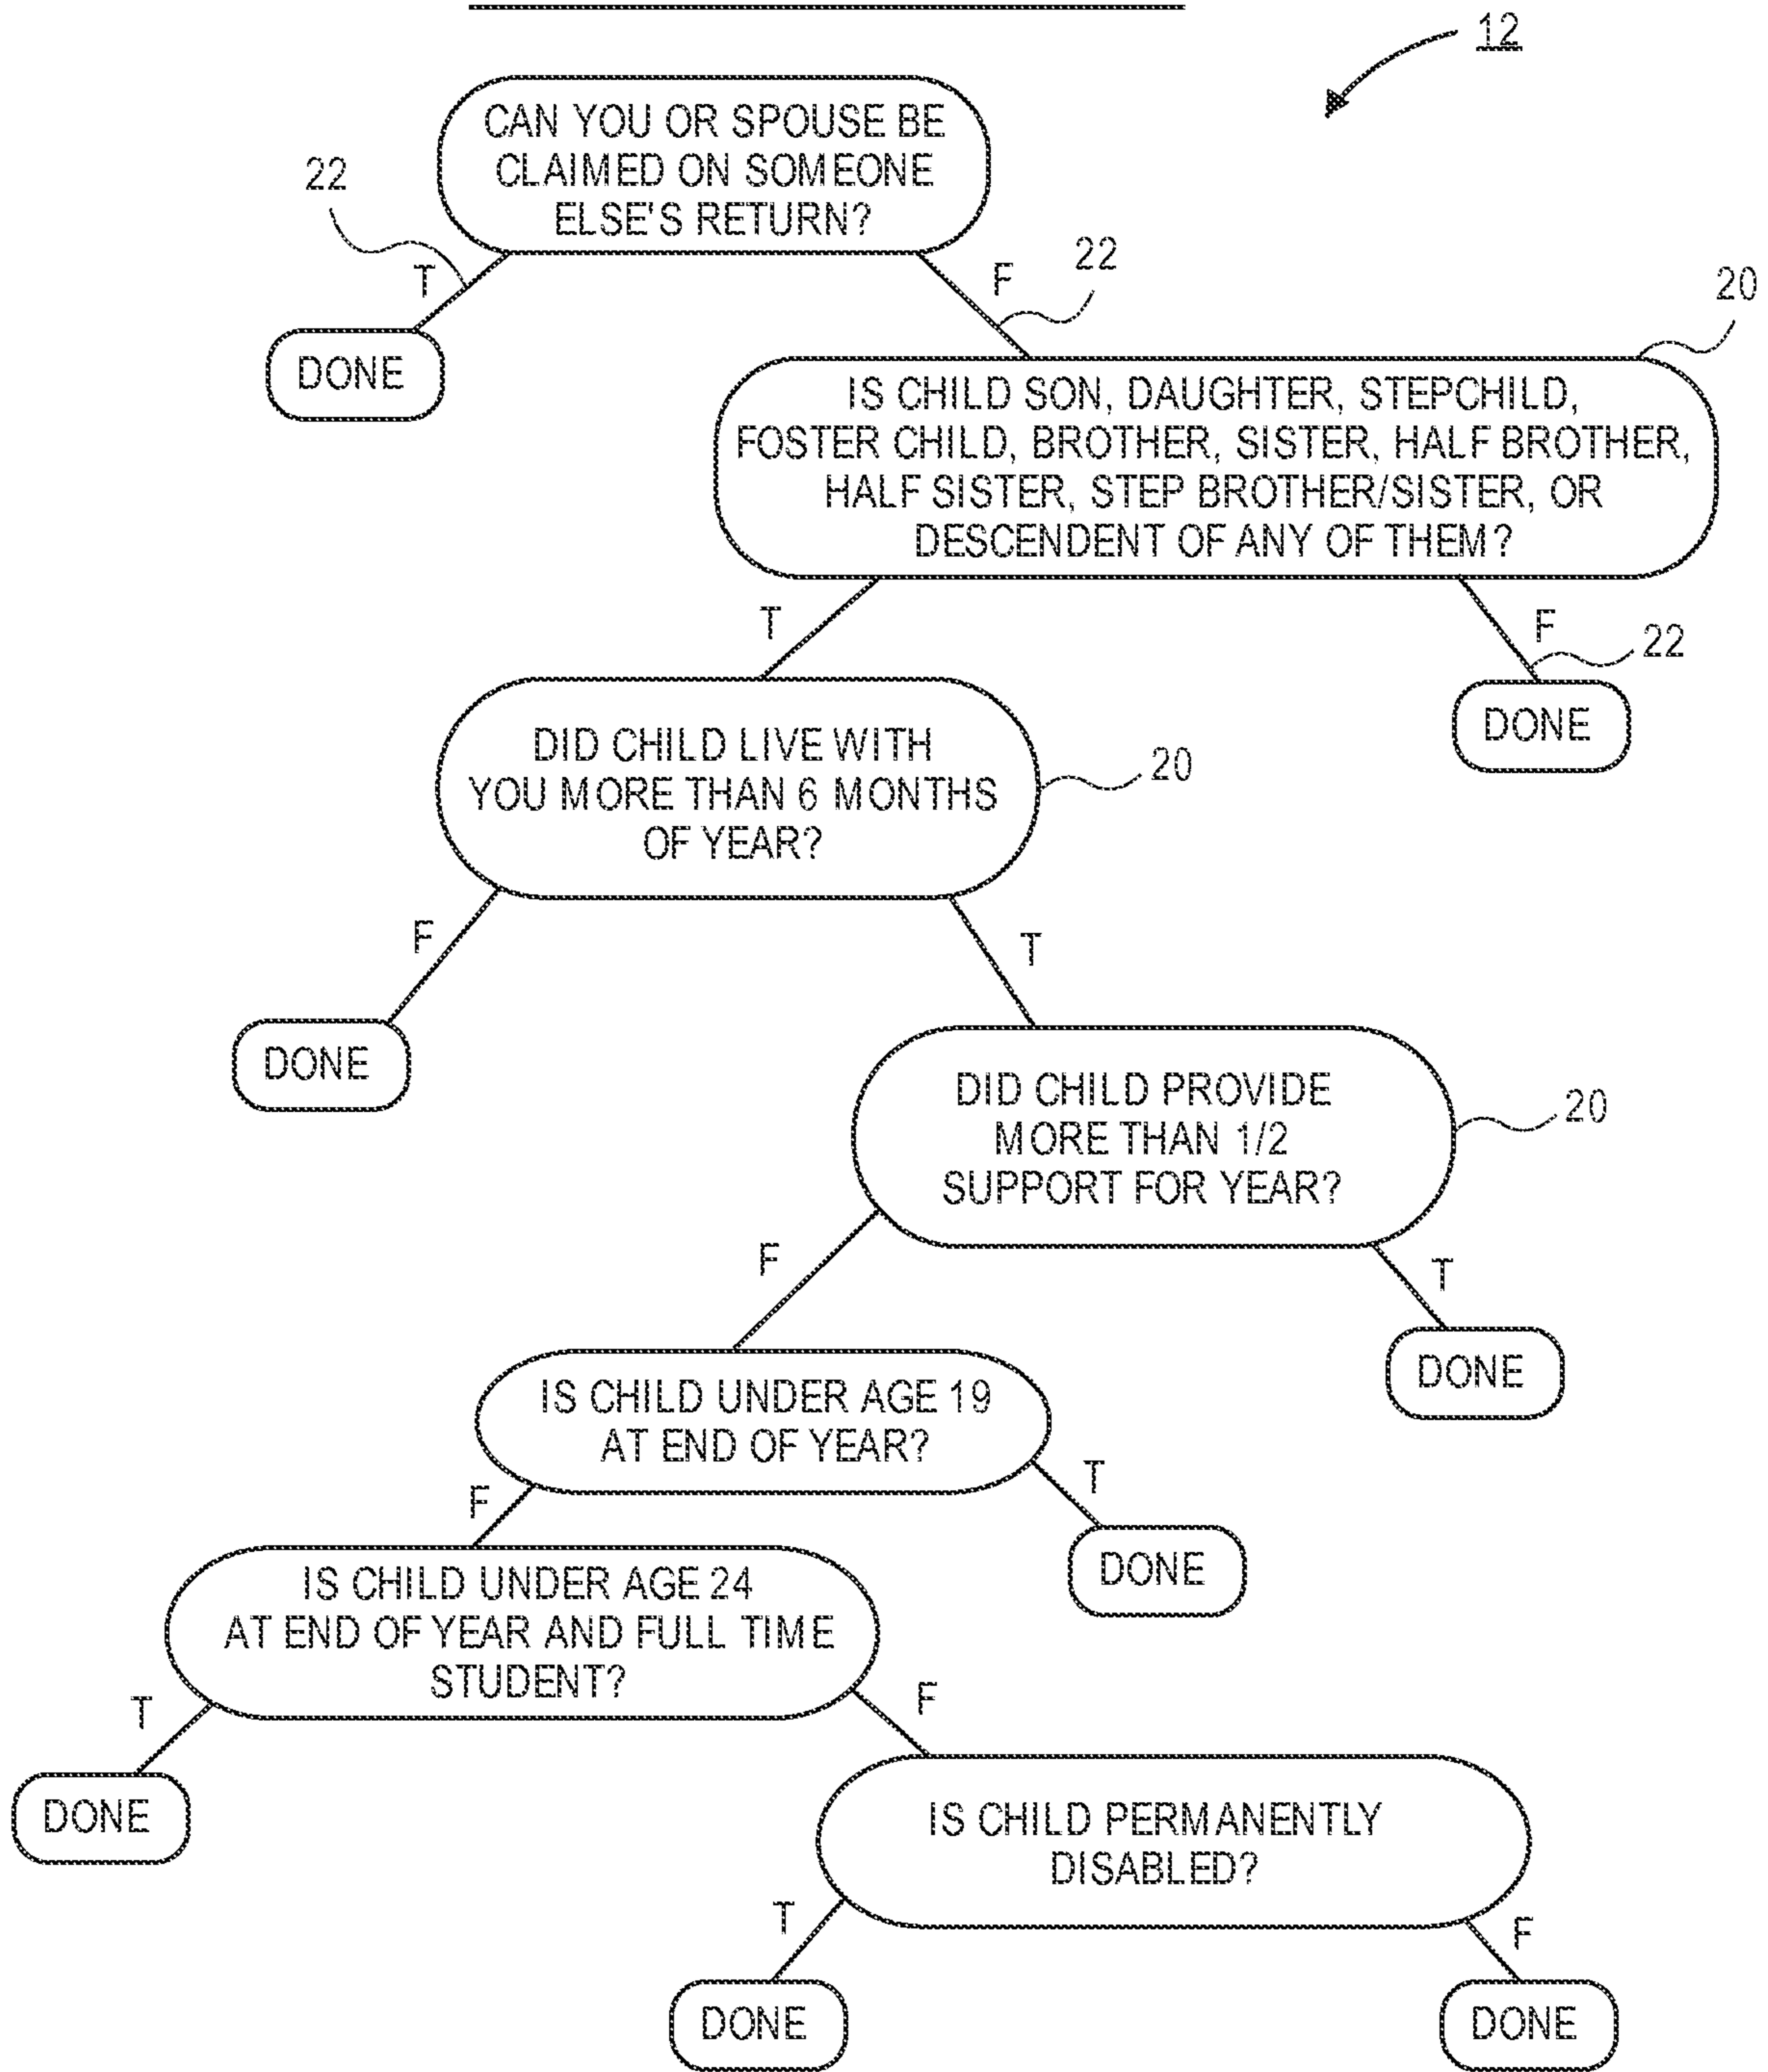 12
CAN YOU OR SPOUSE BE
CLAIMED ON SOMEONE
ELSE'S RETURN?
22
T
F
22
20
DONE
IS CHILD SON, DAUGHTER, STEPCHILD,
FOSTER CHILD, BROTHER, SISTER, HALF BROTHER,
HALF SISTER, STEP BROTHER/SISTER, OR
DESCENDENT OF ANY OF THEM?
T
F
22
DONE
DID CHILD LIVE WITH
YOU MORE THAN 6 MONTHS
OF YEAR?
20
F
T
DONE
DID CHILD PROVIDE
MORE THAN 1/2
SUPPORT FOR YEAR?
20
F
T
DONE
IS CHILD UNDER AGE 19
AT END OF YEAR?
F
T
DONE
IS CHILD UNDER AGE 24
AT END OF YEAR AND FULL TIME
STUDENT?
T
F
DONE
IS CHILD PERMANENTLY
DISABLED?
T
F
DONE
DONE